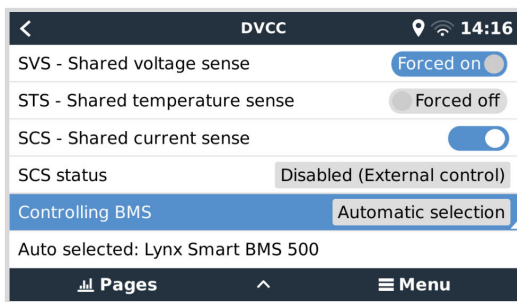 DVCC 14:16
SVS - Shared voltage sense Forced on
STS - Shared temperature sense Forced off
SCS - Shared current sense
SCS status Disabled (External control)
Controlling BMS Automatic selection
Auto selected: Lynx Smart BMS 500
Pages Menu